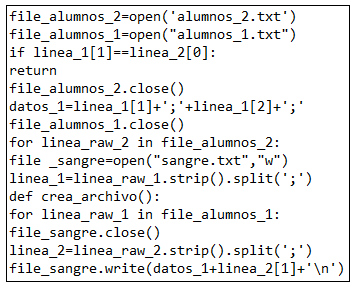 file_alumnos_2=open('alumnos_2.txt')
file_alumnos_1=open("alumnos_1.txt")
if linea_1[1]==linea_2[0]:
return
file_alumnos_2.close()
datos_1=linea_1[1]+';'+linea_1[2]+';'
file_alumnos_1.close()
for linea_raw_2 in file_alumnos_2:
file _sangre=open("sangre.txt","w")
linea_1=linea_raw_1.strip().split(';')
def crea_archivo():
for linea_raw_1 in file_alumnos_1:
file_sangre.close()
linea_2=linea_raw_2.strip().split(';')
file_sangre.write(datos_1+linea_2[1]+'\n')